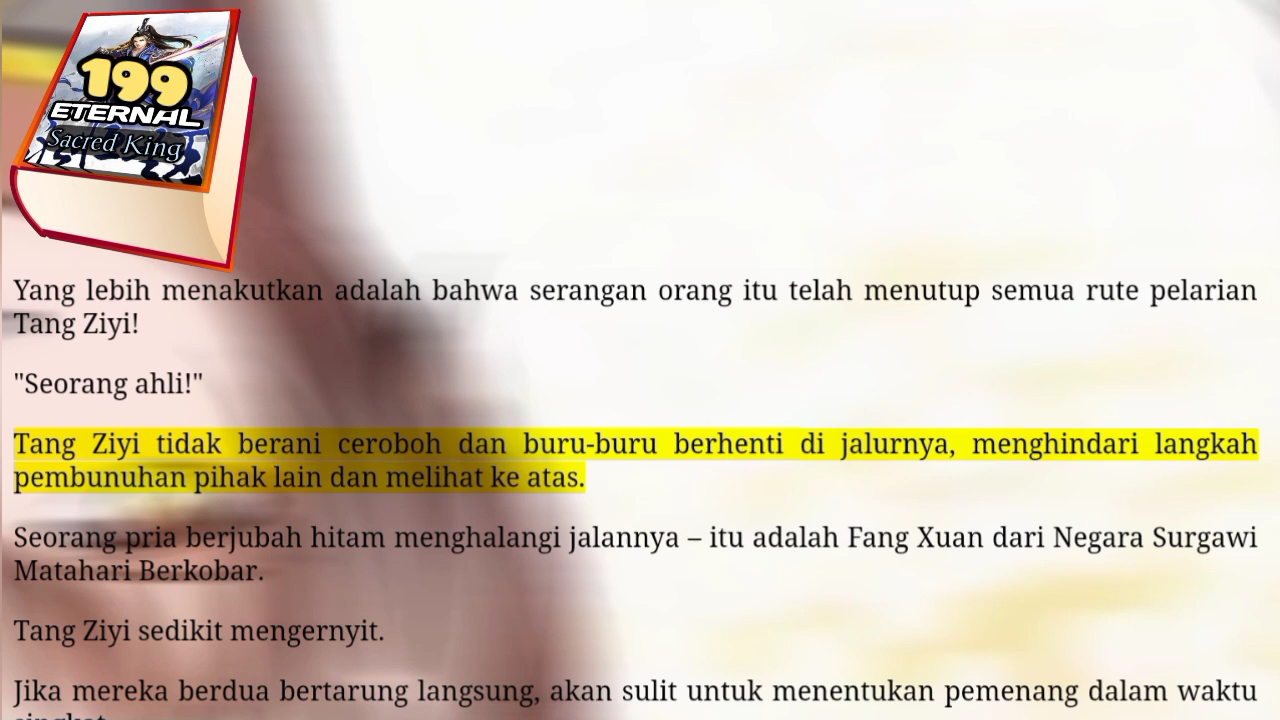 199
ETERNAL
Sacred King
Yang lebih menakutkan adalah bahwa serangan orang itu telah menutup semua rute pelarian
Tang Ziyi!
"Seorang ahli!"
Tang Ziyi tidak berani ceroboh dan buru-buru berhenti di jalurnya, menghindari langkah
pembunuhan pihak lain dan melihat ke atas.
Seorang pria berjubah hitam menghalangi jalannya – itu adalah Fang Xuan dari Negara Surgawi
Matahari Berkobar.
Tang Ziyi sedikit mengernyit.
Jika mereka berdua bertarung langsung, akan sulit untuk menentukan pemenang dalam waktu